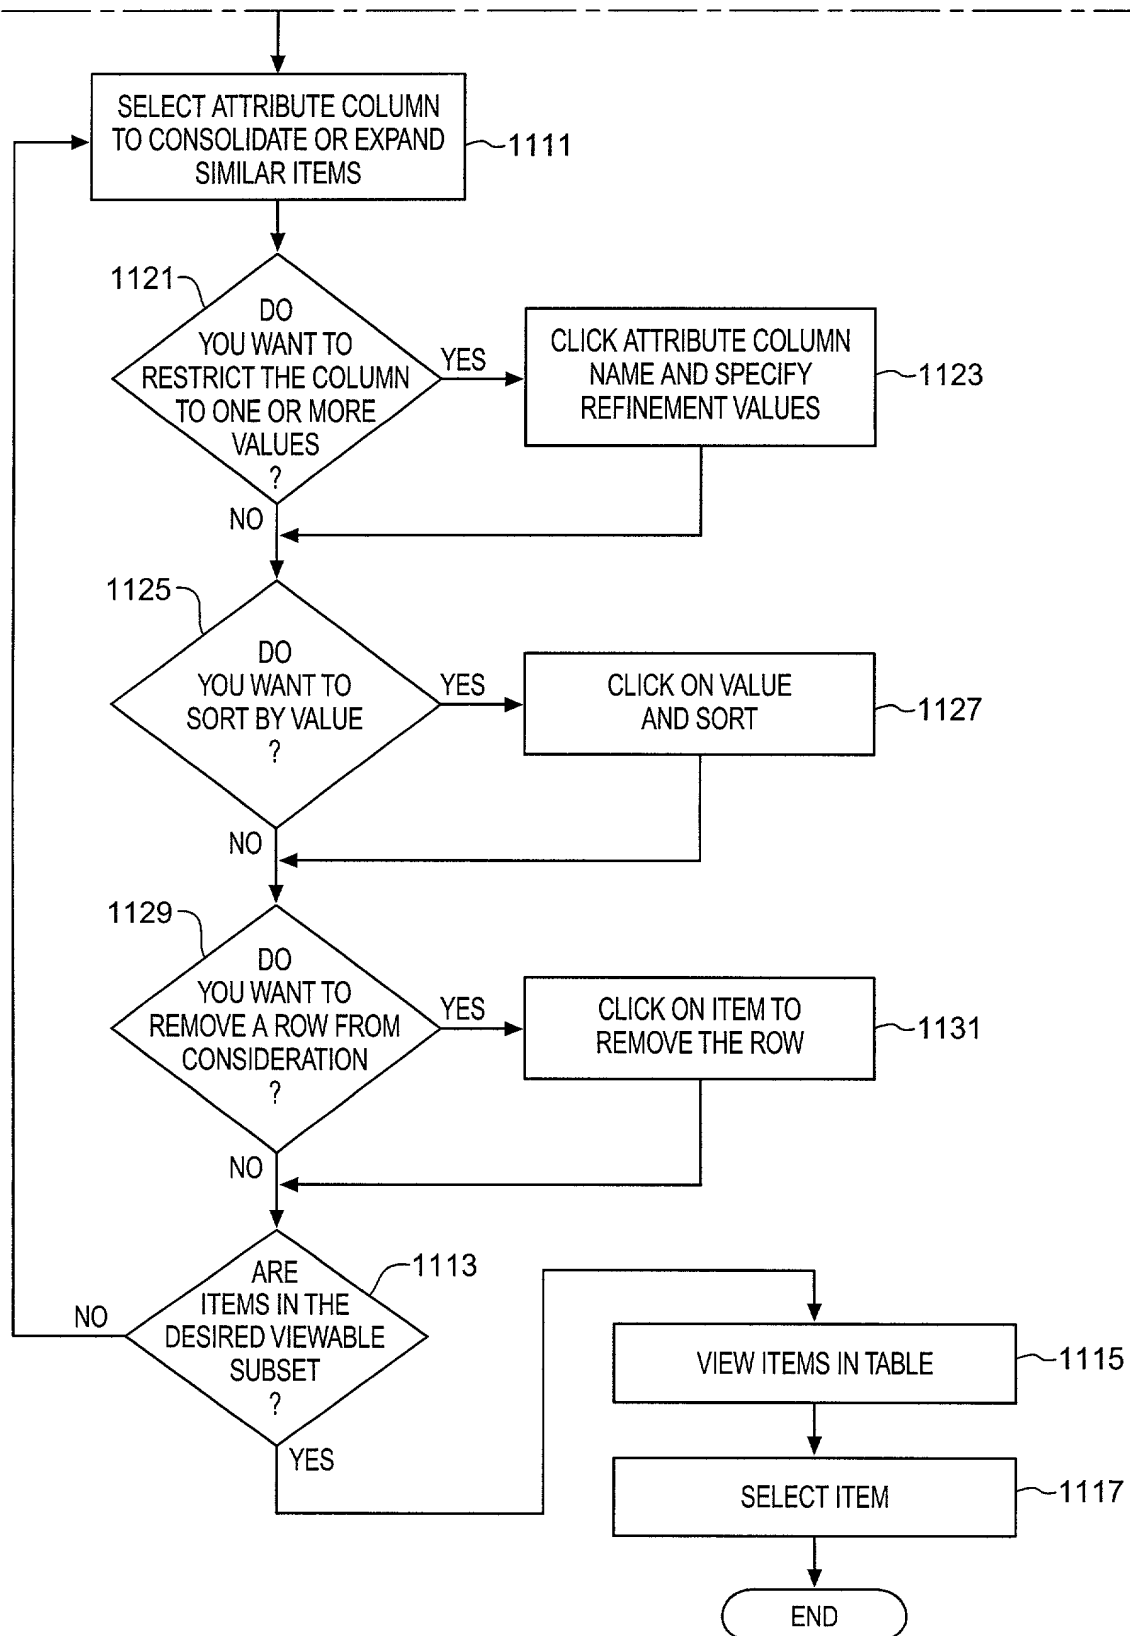 SELECT ATTRIBUTE COLUMN
TO CONSOLIDATE OR EXPAND
SIMILAR ITEMS
1111
1121
DO
YOU WANT TO
RESTRICT THE COLUMN
TO ONE OR MORE
VALUES
?
YES
CLICK ATTRIBUTE COLUMN
NAME AND SPECIFY
REFINEMENT VALUES
1123
NO
1125
DO
YOU WANT TO
SORT BY VALUE
?
YES
CLICK ON VALUE
AND SORT
1127
NO
1129
DO
YOU WANT TO
REMOVE A ROW FROM
CONSIDERATION
?
YES
CLICK ON ITEM TO
REMOVE THE ROW
1131
NO
1113
ARE
ITEMS IN THE
DESIRED VIEWABLE
SUBSET
?
NO
YES
VIEW ITEMS IN TABLE
1115
SELECT ITEM
1117
END